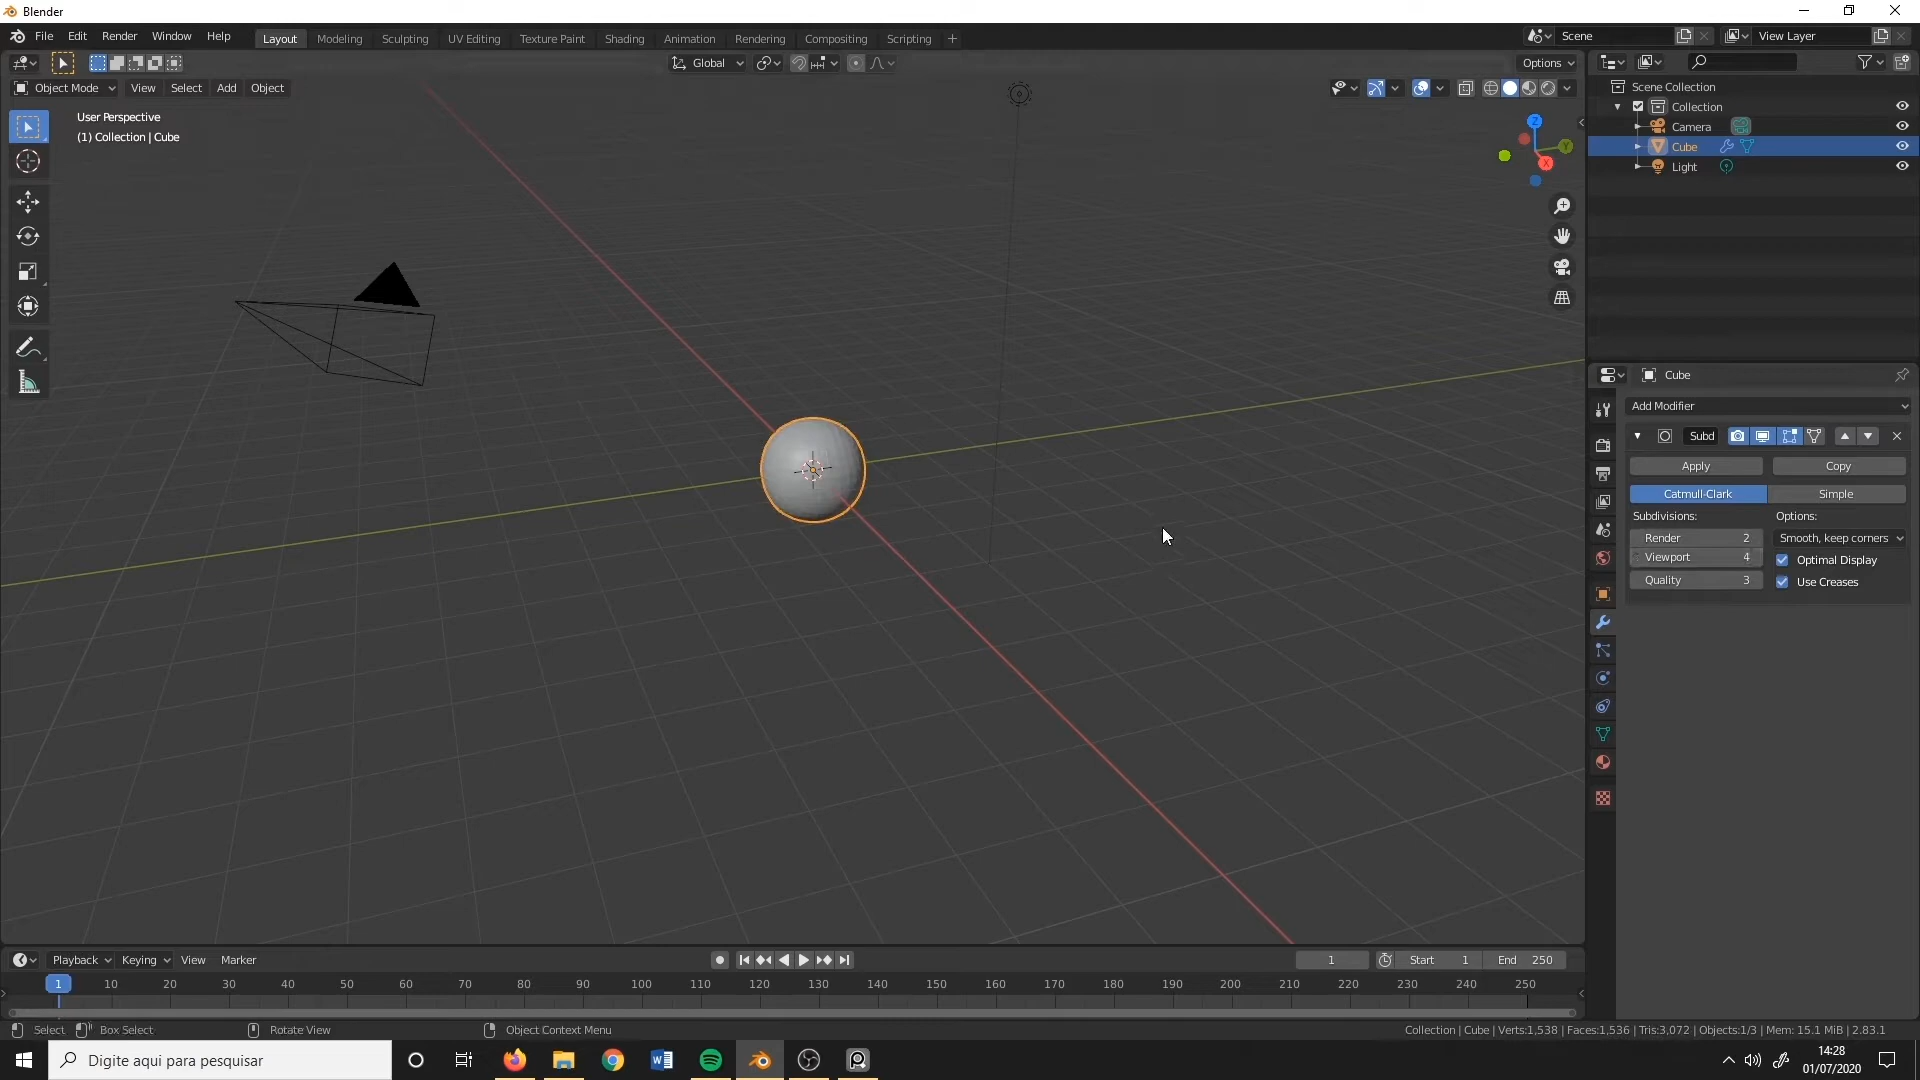 Blender
File Edit Render Window Help Layout Modeling Sculpting UV Editing Texture Paint Shading Animation Rendering Compositing Scripting + Scene View Layer
Global Options
Object Mode View Select Add Object
User Perspective
(1) Collection | Cube
Z
Y
X
Scene Collection
Collection
Camera
Cube
Light
Cube
Add Modifier
Subd
Apply Copy
Catmull-Clark Simple
Subdivisions: Options:
Render 2 Smooth, keep corners
Viewport 4 Optimal Display
Quality 3 Use Creases
Playback Keying View Marker 1 Start 1 End 250
1 10 20 30 40 50 60 70 80 90 100 110 120 130 140 150 160 170 180 190 200 210 220 230 240 250
Select Box Select Rotate View Object Context Menu Collection | Cube | Verts:1,538 | Faces:1,536 | Tris:3,072 | Objects:1/3 | Mem: 15.1 MiB | 2.83.1
Digite aqui para pesquisar
14:28
01/07/2020